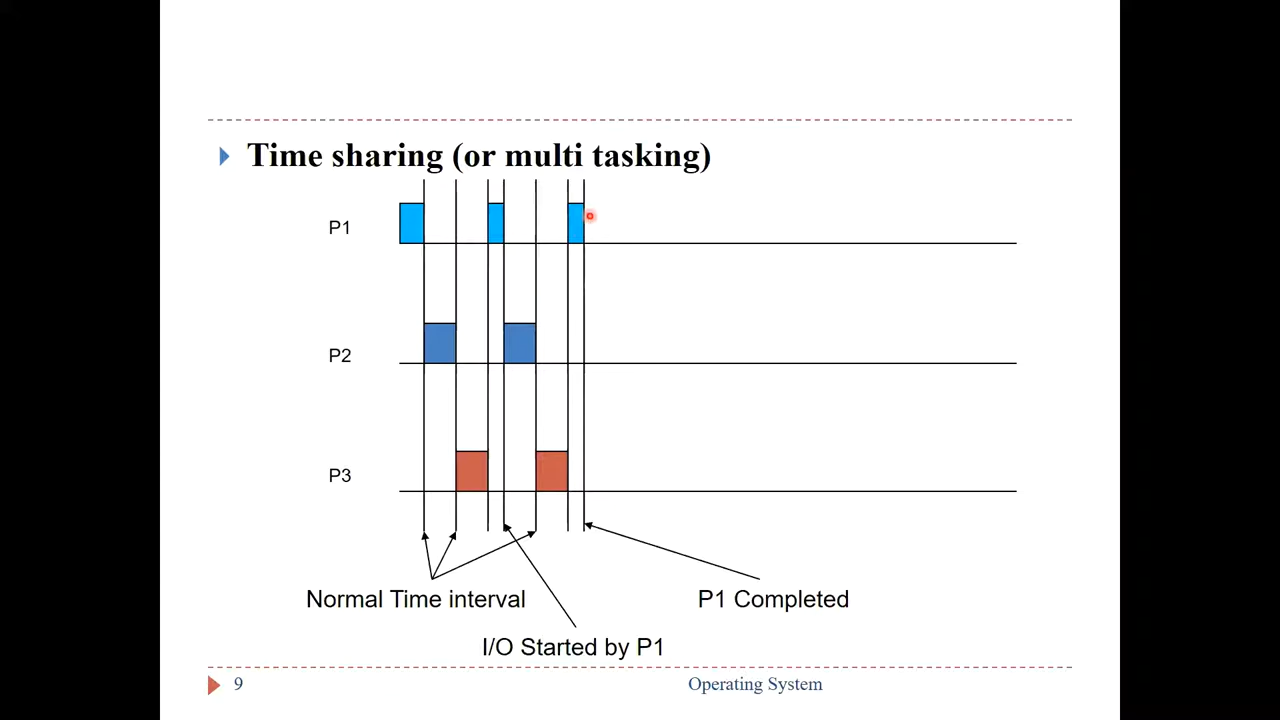 Time sharing (or multi tasking)
P1
P2
P3
Normal Time interval
P1 Completed
I/O Started by P1
9
Operating System